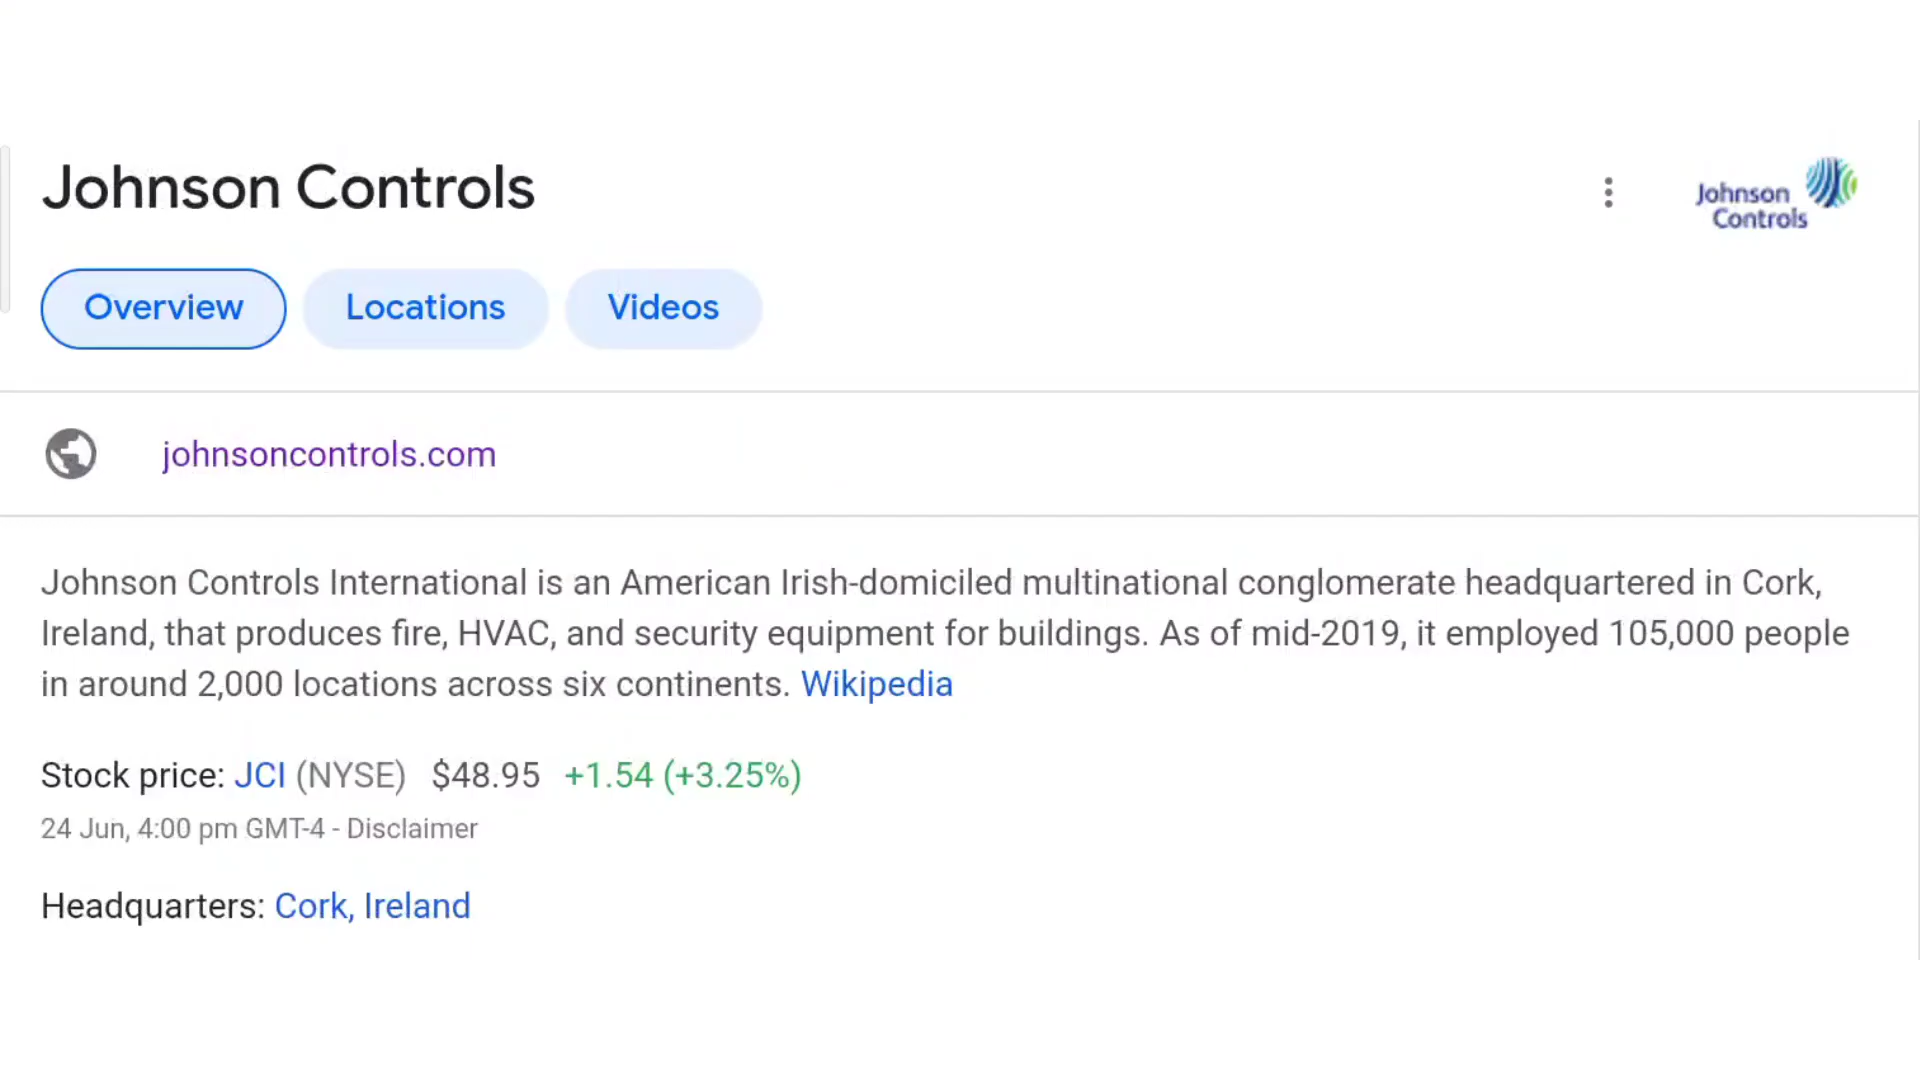 Johnson Controls
Johnson
Controls
Overview Locations Videos
johnsoncontrols.com
Johnson Controls International is an American Irish-domiciled multinational conglomerate headquartered in Cork,
Ireland, that produces fire, HVAC, and security equipment for buildings. As of mid-2019, it employed 105,000 people
in around 2,000 locations across six continents. Wikipedia
Stock price: JCI (NYSE) $48.95 +1.54 (+3.25%)
24 Jun, 4:00 pm GMT-4 - Disclaimer
Headquarters: Cork, Ireland